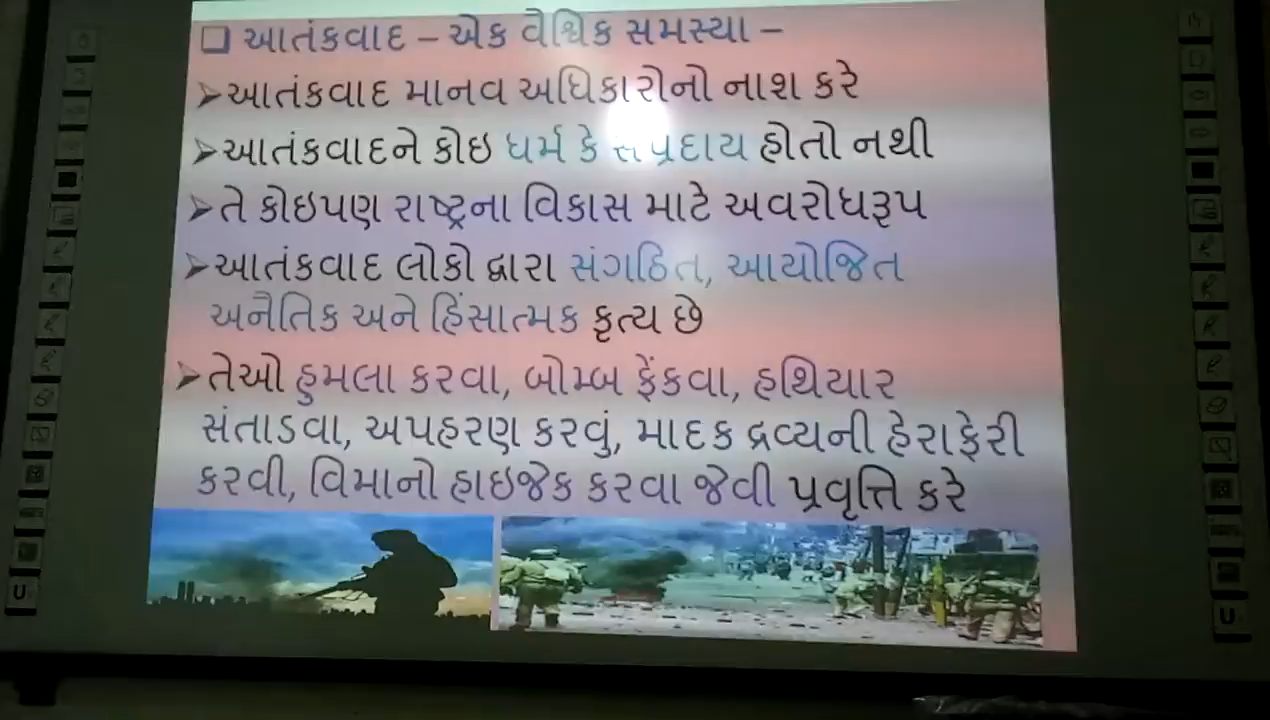 ❑ આતંકવાદ – એક વૈશ્વિક સમસ્યા –
➢આતંકવાદ માનવ અધિકારોનો નાશ કરે
➢આતંકવાદને કોઇ ધર્મ કે સંપ્રદાય હોતો નથી
➢તે કોઇપણ રાષ્ટ્રના વિકાસ માટે અવરોધરૂપ
➢આતંકવાદ લોકો દ્વારા સંગઠિત, આયોજિત
અનૈતિક અને હિંસાત્મક કૃત્ય છે
➢તેઓ હુમલા કરવા, બોમ્બ ફેંકવા, હથિયાર
સંતાડવા, અપહરણ કરવું, માદક દ્રવ્યની હેરાફેરી
કરવી, વિમાનો હાઇજેક કરવા જેવી પ્રવૃત્તિ કરે